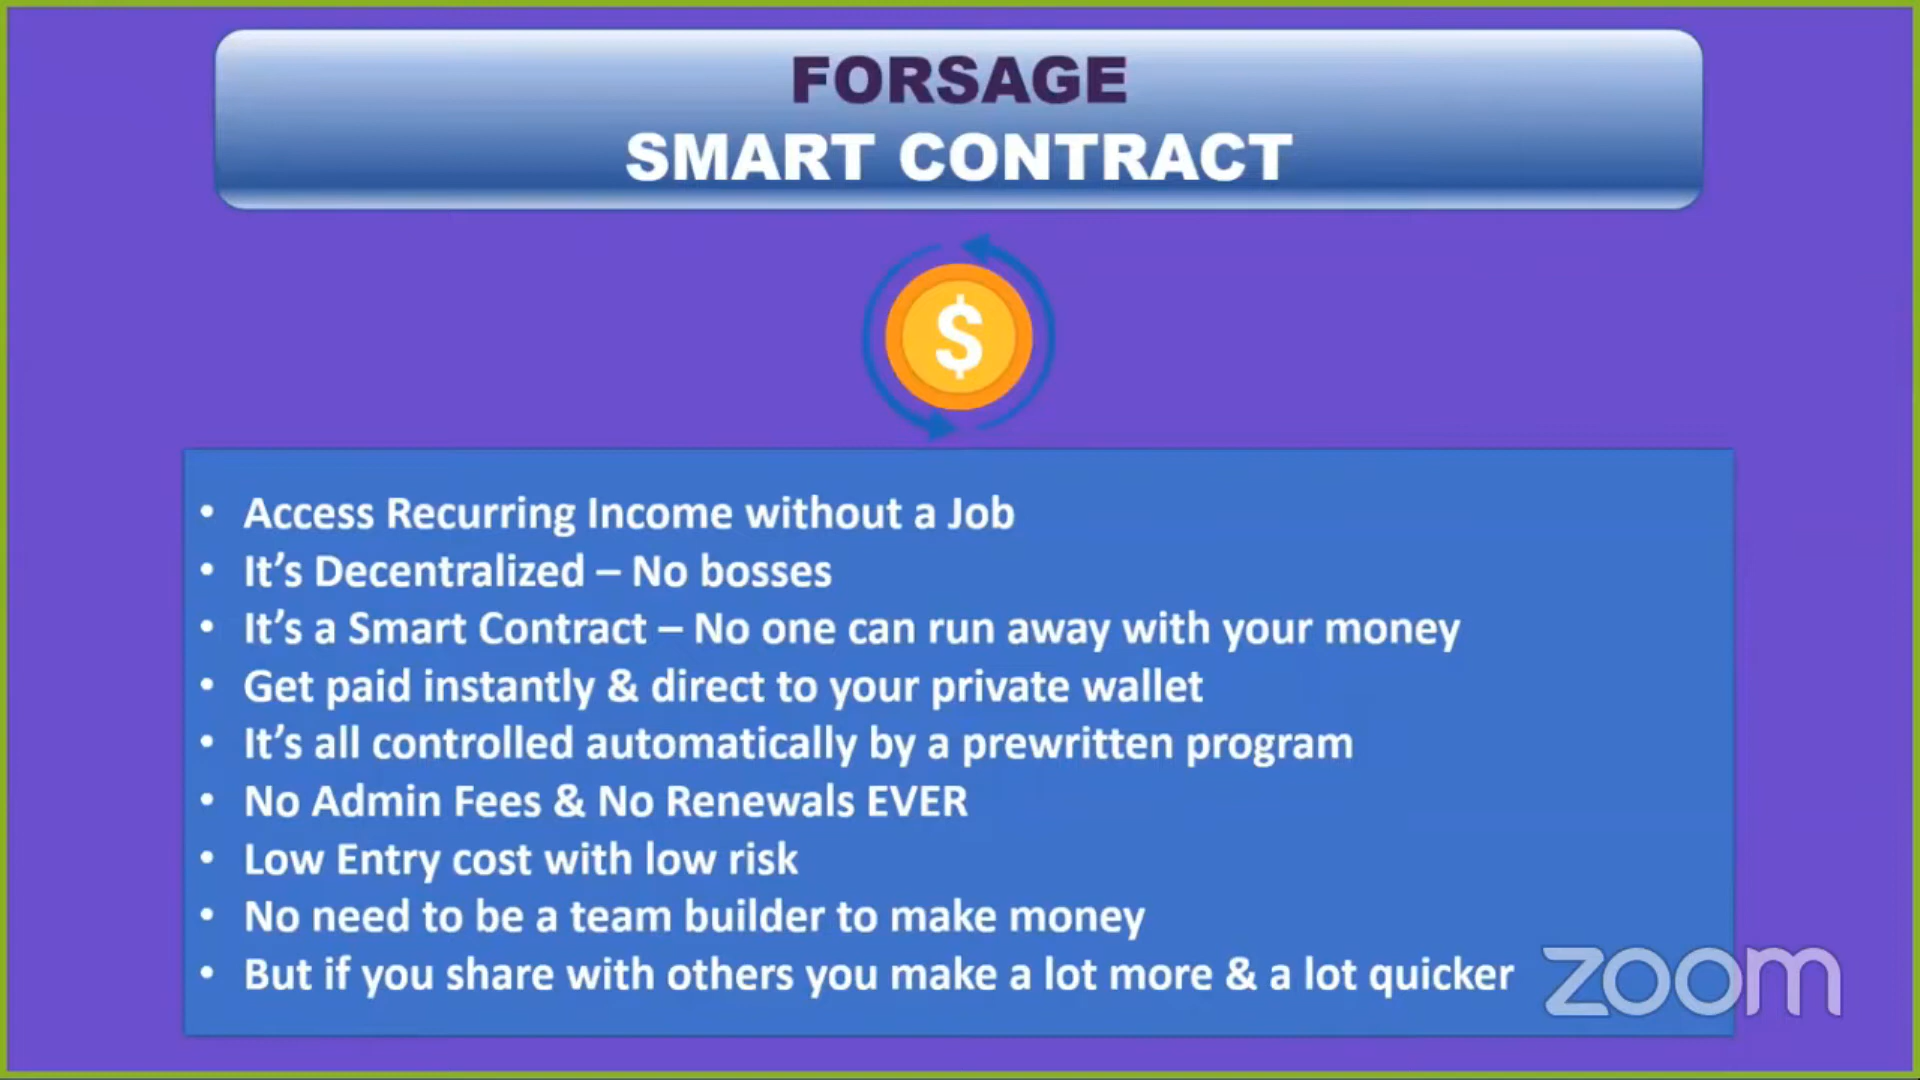 FORSAGE
SMART CONTRACT
$
• Access Recurring Income without a Job
• It’s Decentralized – No bosses
• It’s a Smart Contract – No one can run away with your money
• Get paid instantly & direct to your private wallet
• It’s all controlled automatically by a prewritten program
• No Admin Fees & No Renewals EVER
• Low Entry cost with low risk
• No need to be a team builder to make money
• But if you share with others you make a lot more & a lot quicker
zoom